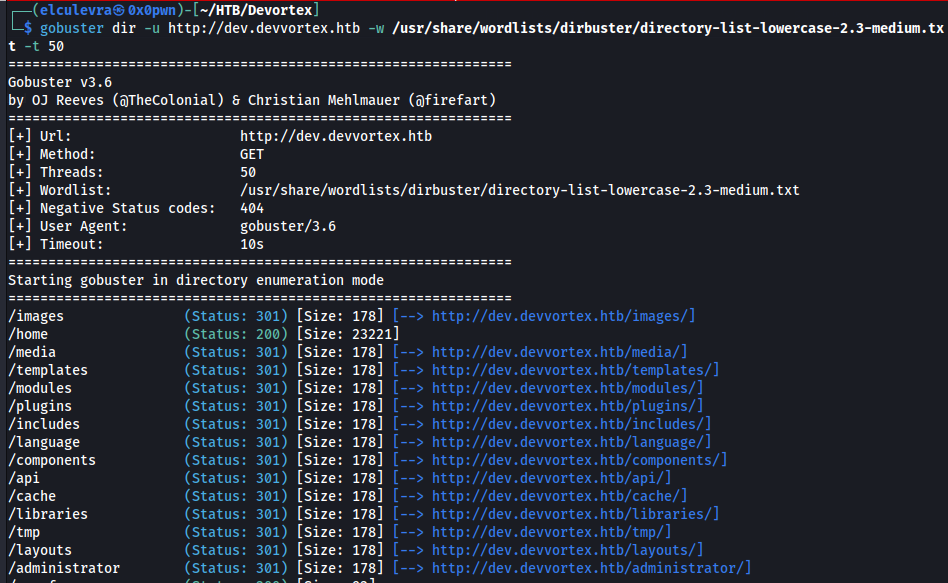 ┌──(elculevra㉿0x0pwn)-[~/HTB/Devortex]
└─$ gobuster dir -u http://dev.devvortex.htb -w /usr/share/wordlists/dirbuster/directory-list-lowercase-2.3-medium.tx
t -t 50
===============================================================
Gobuster v3.6
by OJ Reeves (@TheColonial) & Christian Mehlmauer (@firefart)
===============================================================
[+] Url:                     http://dev.devvortex.htb
[+] Method:                  GET
[+] Threads:                 50
[+] Wordlist:                /usr/share/wordlists/dirbuster/directory-list-lowercase-2.3-medium.txt
[+] Negative Status codes:   404
[+] User Agent:              gobuster/3.6
[+] Timeout:                 10s
===============================================================
Starting gobuster in directory enumeration mode
===============================================================
/images               (Status: 301) [Size: 178] [--> http://dev.devvortex.htb/images/]
/home                 (Status: 200) [Size: 23221]
/media                (Status: 301) [Size: 178] [--> http://dev.devvortex.htb/media/]
/templates            (Status: 301) [Size: 178] [--> http://dev.devvortex.htb/templates/]
/modules              (Status: 301) [Size: 178] [--> http://dev.devvortex.htb/modules/]
/plugins              (Status: 301) [Size: 178] [--> http://dev.devvortex.htb/plugins/]
/includes             (Status: 301) [Size: 178] [--> http://dev.devvortex.htb/includes/]
/language             (Status: 301) [Size: 178] [--> http://dev.devvortex.htb/language/]
/components           (Status: 301) [Size: 178] [--> http://dev.devvortex.htb/components/]
/api                  (Status: 301) [Size: 178] [--> http://dev.devvortex.htb/api/]
/cache                (Status: 301) [Size: 178] [--> http://dev.devvortex.htb/cache/]
/libraries            (Status: 301) [Size: 178] [--> http://dev.devvortex.htb/libraries/]
/tmp                  (Status: 301) [Size: 178] [--> http://dev.devvortex.htb/tmp/]
/layouts              (Status: 301) [Size: 178] [--> http://dev.devvortex.htb/layouts/]
/administrator        (Status: 301) [Size: 178] [--> http://dev.devvortex.htb/administrator/]